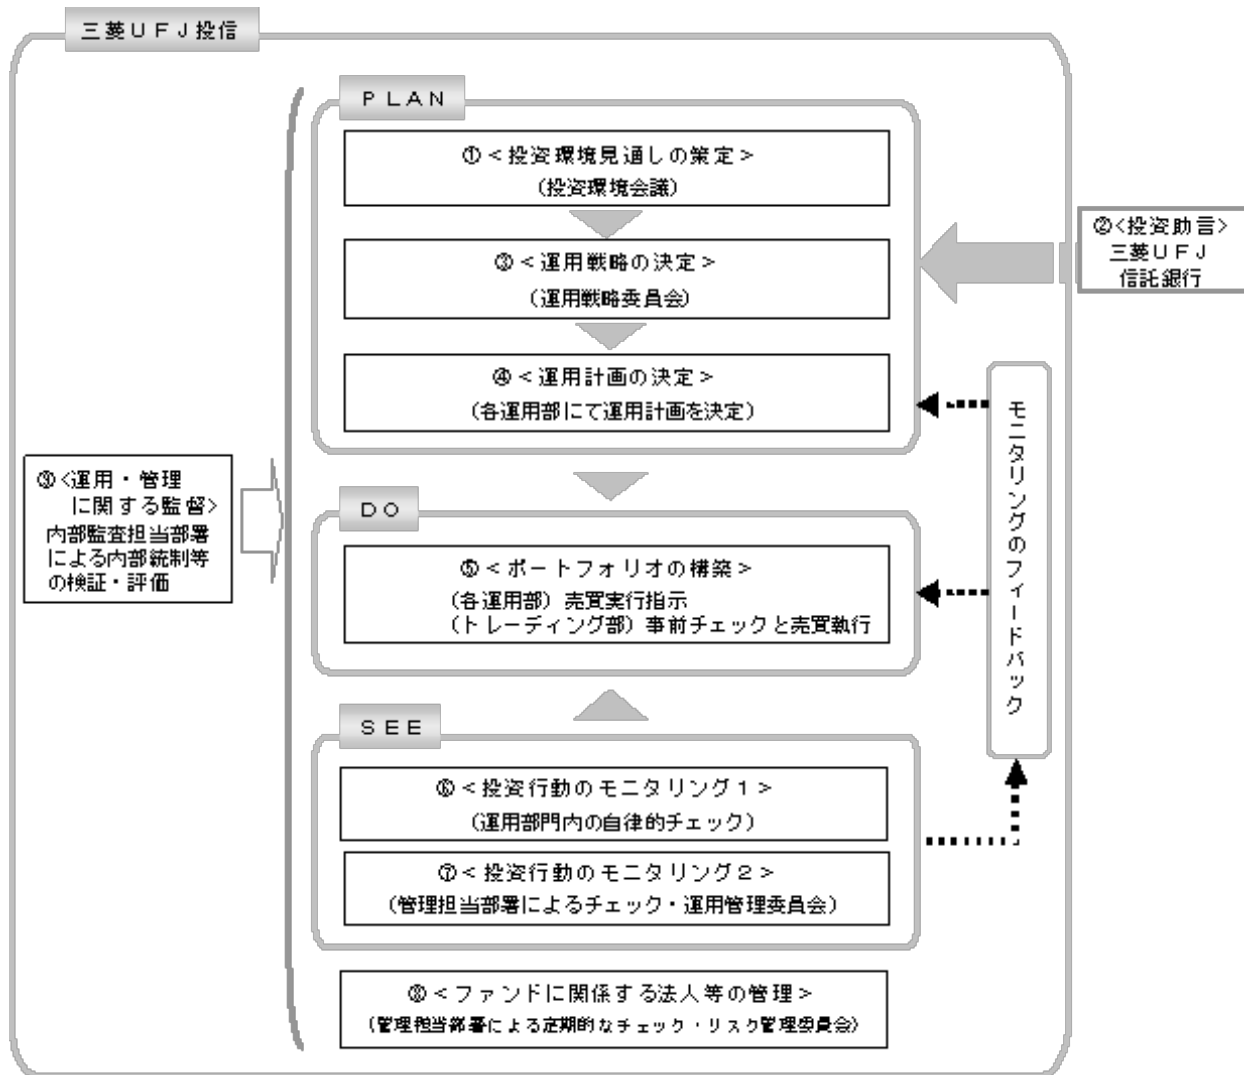 三菱ＵＦＪ投信
ＰＬＡＮ
①＜投資環境見通しの策定＞
（投資環境会議）
②＜投資助言＞
三菱ＵＦＪ
信託銀行
③＜運用戦略の決定＞
（運用戦略委員会）
④＜運用計画の決定＞
（各運用部にて運用計画を決定）
モニタリングのフィードバック
⑨＜運用・管理
に関する監督＞
内部監査担当部署
による内部統制等
の検証・評価
ＤＯ
⑤＜ポートフォリオの構築＞
（各運用部）売買実行指示
（トレーディング部）事前チェックと売買執行
ＳＥＥ
⑥＜投資行動のモニタリング１＞
（運用部門内の自律的チェック）
⑦＜投資行動のモニタリング２＞
（管理担当部署によるチェック・運用管理委員会）
⑧＜ファンドに関係する法人等の管理＞
（管理担当部署による定期的なチェック・リスク管理委員会）